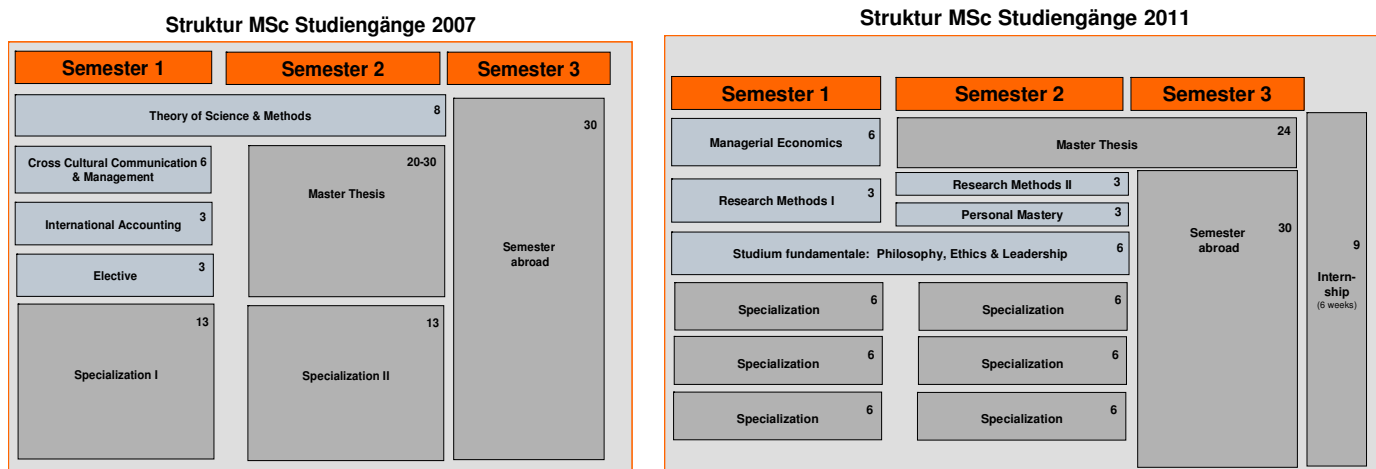 Struktur MSc Studiengänge 2007
Semester 1
Semester 2
Semester 3
Theory of Science & Methods
8
Cross Cultural Communication
& Management
6
International Accounting
3
Elective
3
Specialization I
13
20-30
Master Thesis
13
Specialization II
30
Semester
abroad
Struktur MSc Studiengänge 2011
Semester 1
Semester 2
Semester 3
Managerial Economics
6
Research Methods I
3
24
Master Thesis
Research Methods II
3
Personal Mastery
3
Studium fundamentale: Philosophy, Ethics & Leadership
6
Specialization
6
Specialization
6
Specialization
6
Specialization
6
Specialization
6
Specialization
6
Semester
abroad
30
9
Intern-
ship
(6 weeks)